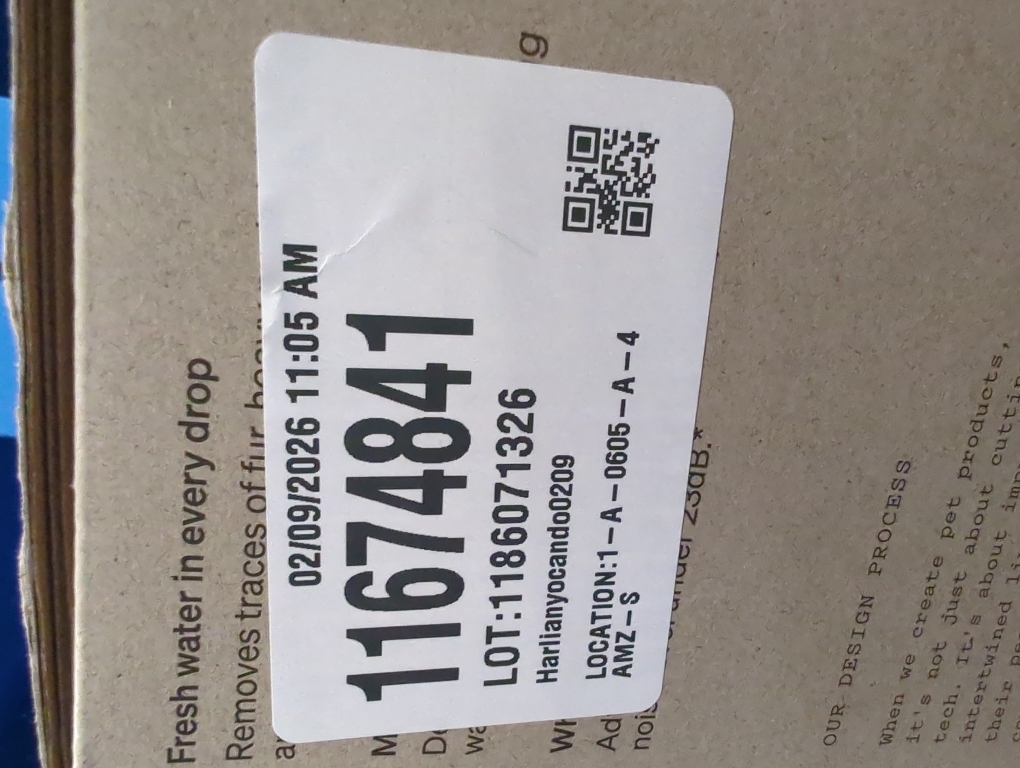 Fresh water in every drop
Removes traces of fur
02/09/2026 11:05 AM
11674841
LOT:1186071326
Harlianyocando0209
LOCATION:1-A-0605-A-4
AMZ-S
23dB.*
OUR DESIGN PROCESS
When we create pet products,
it's not just about cutting
tech. It's about
intertwined
their